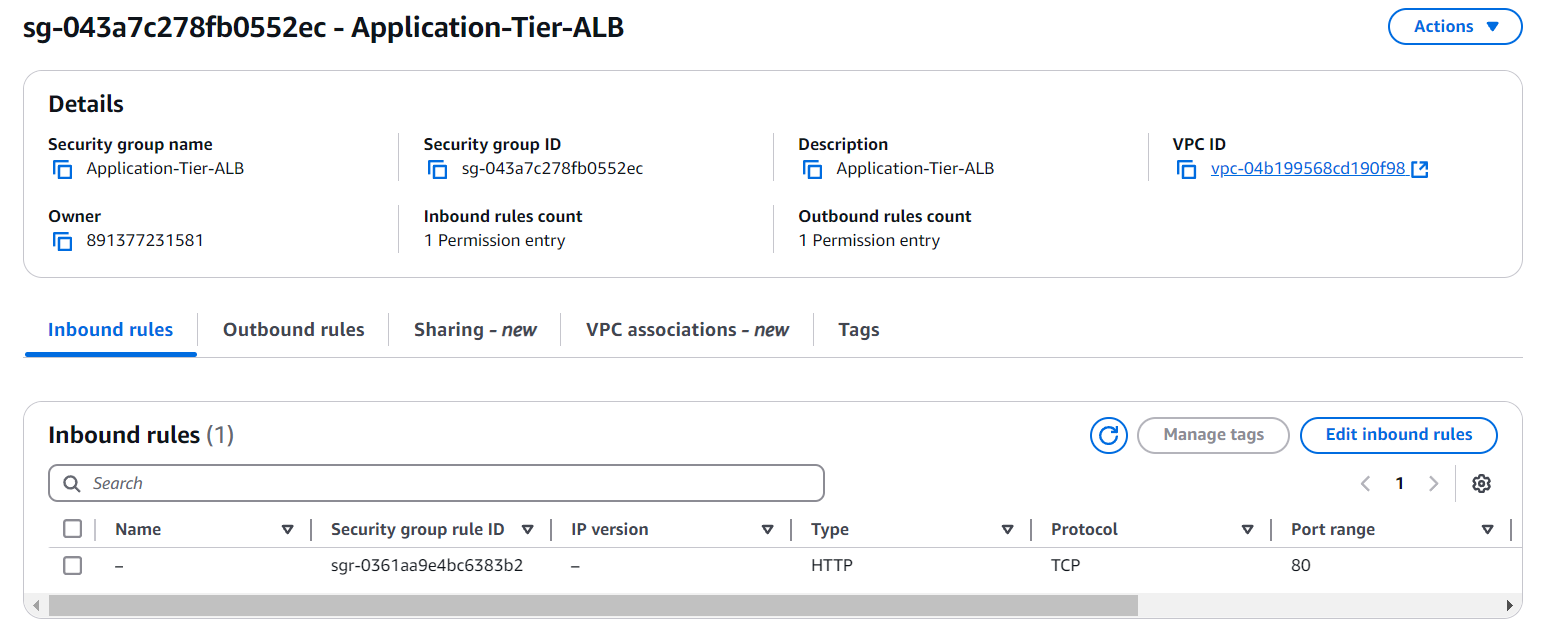 sg-043a7c278fb0552ec - Application-Tier-ALB
Actions
Details
Security group name
Application-Tier-ALB
Security group ID
sg-043a7c278fb0552ec
Description
Application-Tier-ALB
VPC ID
vpc-04b199568cd190f98
Owner
891377231581
Inbound rules count
1 Permission entry
Outbound rules count
1 Permission entry
Inbound rules
Outbound rules
Sharing - new
VPC associations - new
Tags
Inbound rules (1)
Manage tags
Edit inbound rules
Search
1
Name
Security group rule ID
IP version
Type
Protocol
Port range
–
sgr-0361aa9e4bc6383b2
–
HTTP
TCP
80